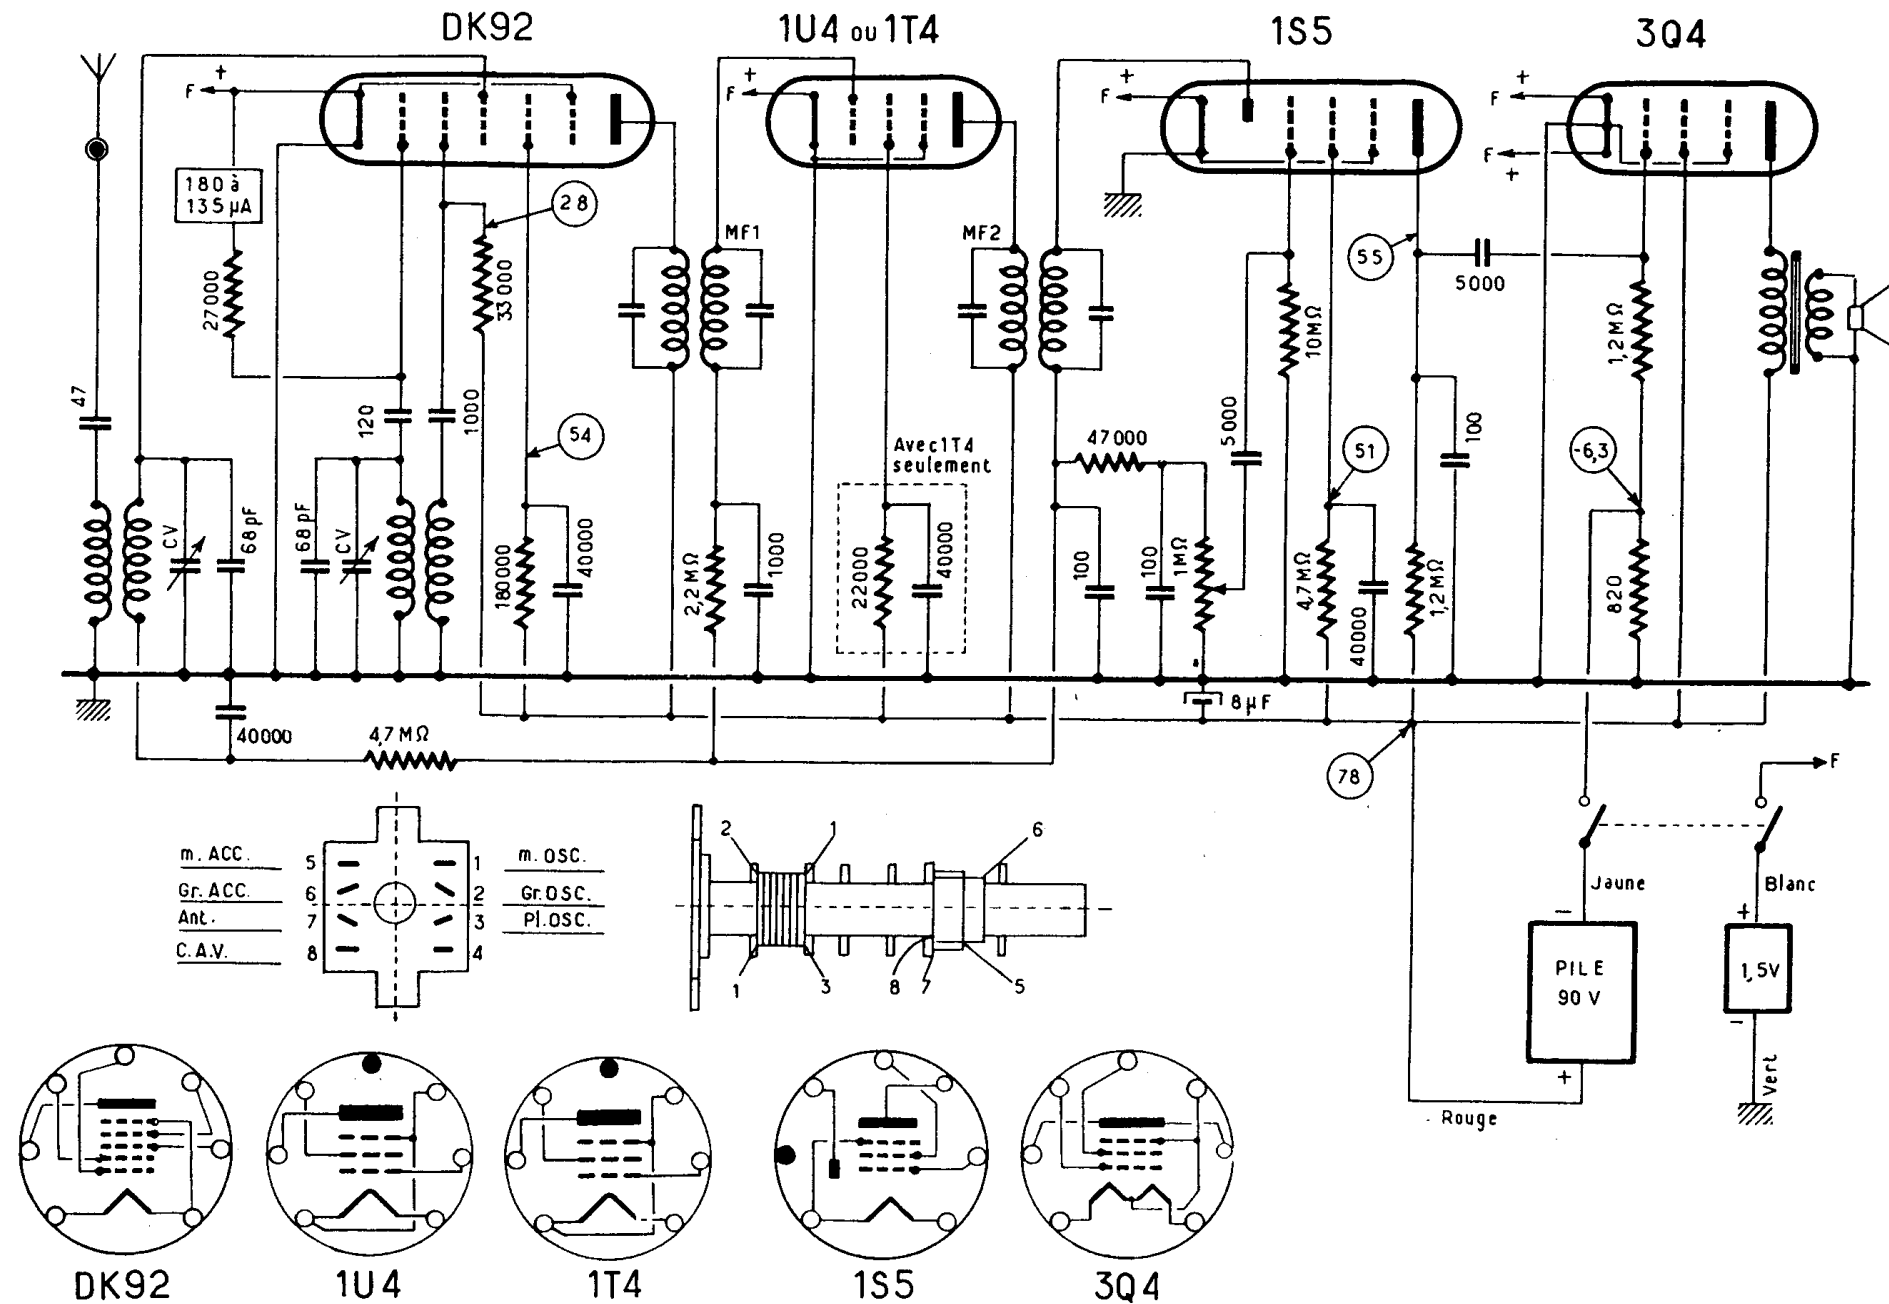 DK92
1U4 ou 1T4
1S5
3Q4
+
F
+
F
+
F
+
F
F
+
180 à
135 µA
28
MF1
MF2
55
5000
27000
33000
10MΩ
1,2MΩ
47
120
1000
54
Avec 1T4
seulement
5000
47000
51
100
-6,3
CV
68pF
68pF
CV
180000
40000
2,2MΩ
1000
22000
40000
100
100
1MΩ
4,7MΩ
40000
1,2MΩ
820
8µF
40000
4,7MΩ
78
F
m. ACC.
5
1
m. OSC.
Gr. ACC.
6
2
Gr. OSC.
Ant.
7
3
Pl. OSC.
C.A.V.
8
4
2
1
6
1
3
8
7
5
Jaune
Blanc
−
+
PILE
90 V
1,5V
+
−
Rouge
Vert
DK92
1U4
1T4
1S5
3Q4